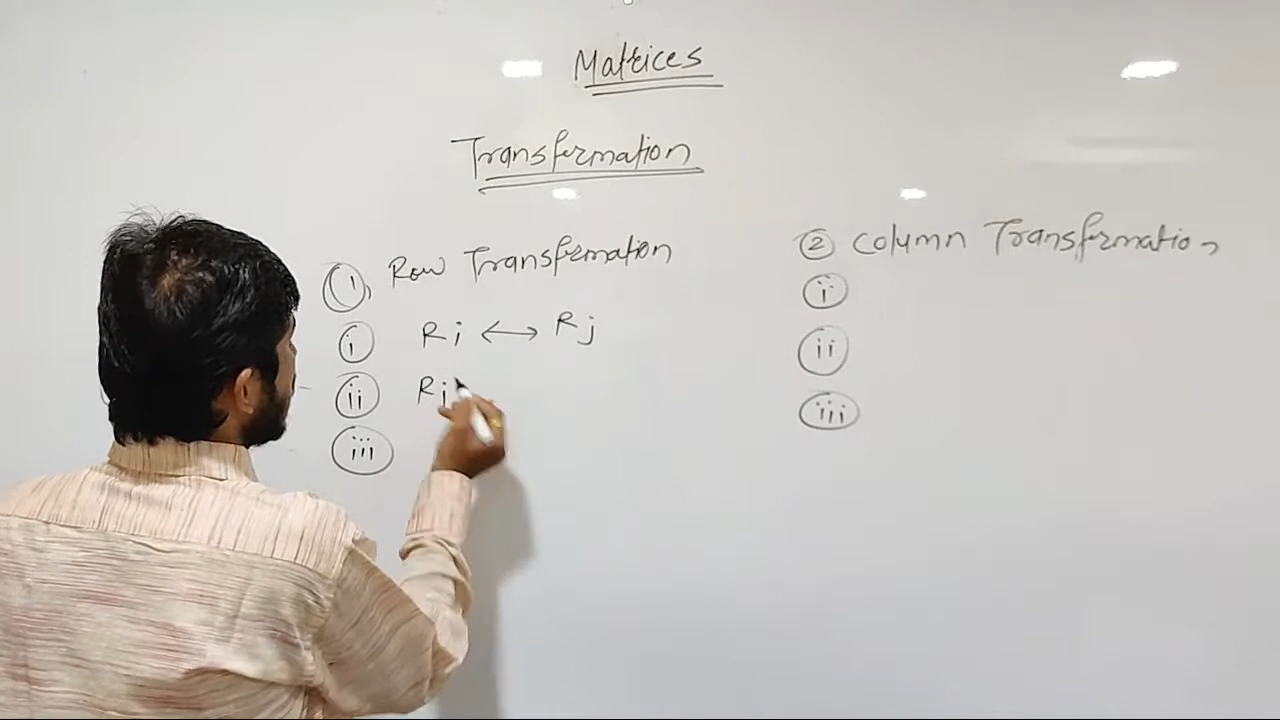 Matrices
Transformation
① Row Transformation
ⓘ Ri ⟷ Rj
ii Ri
iii
② Column Transformation
i
ii
iii